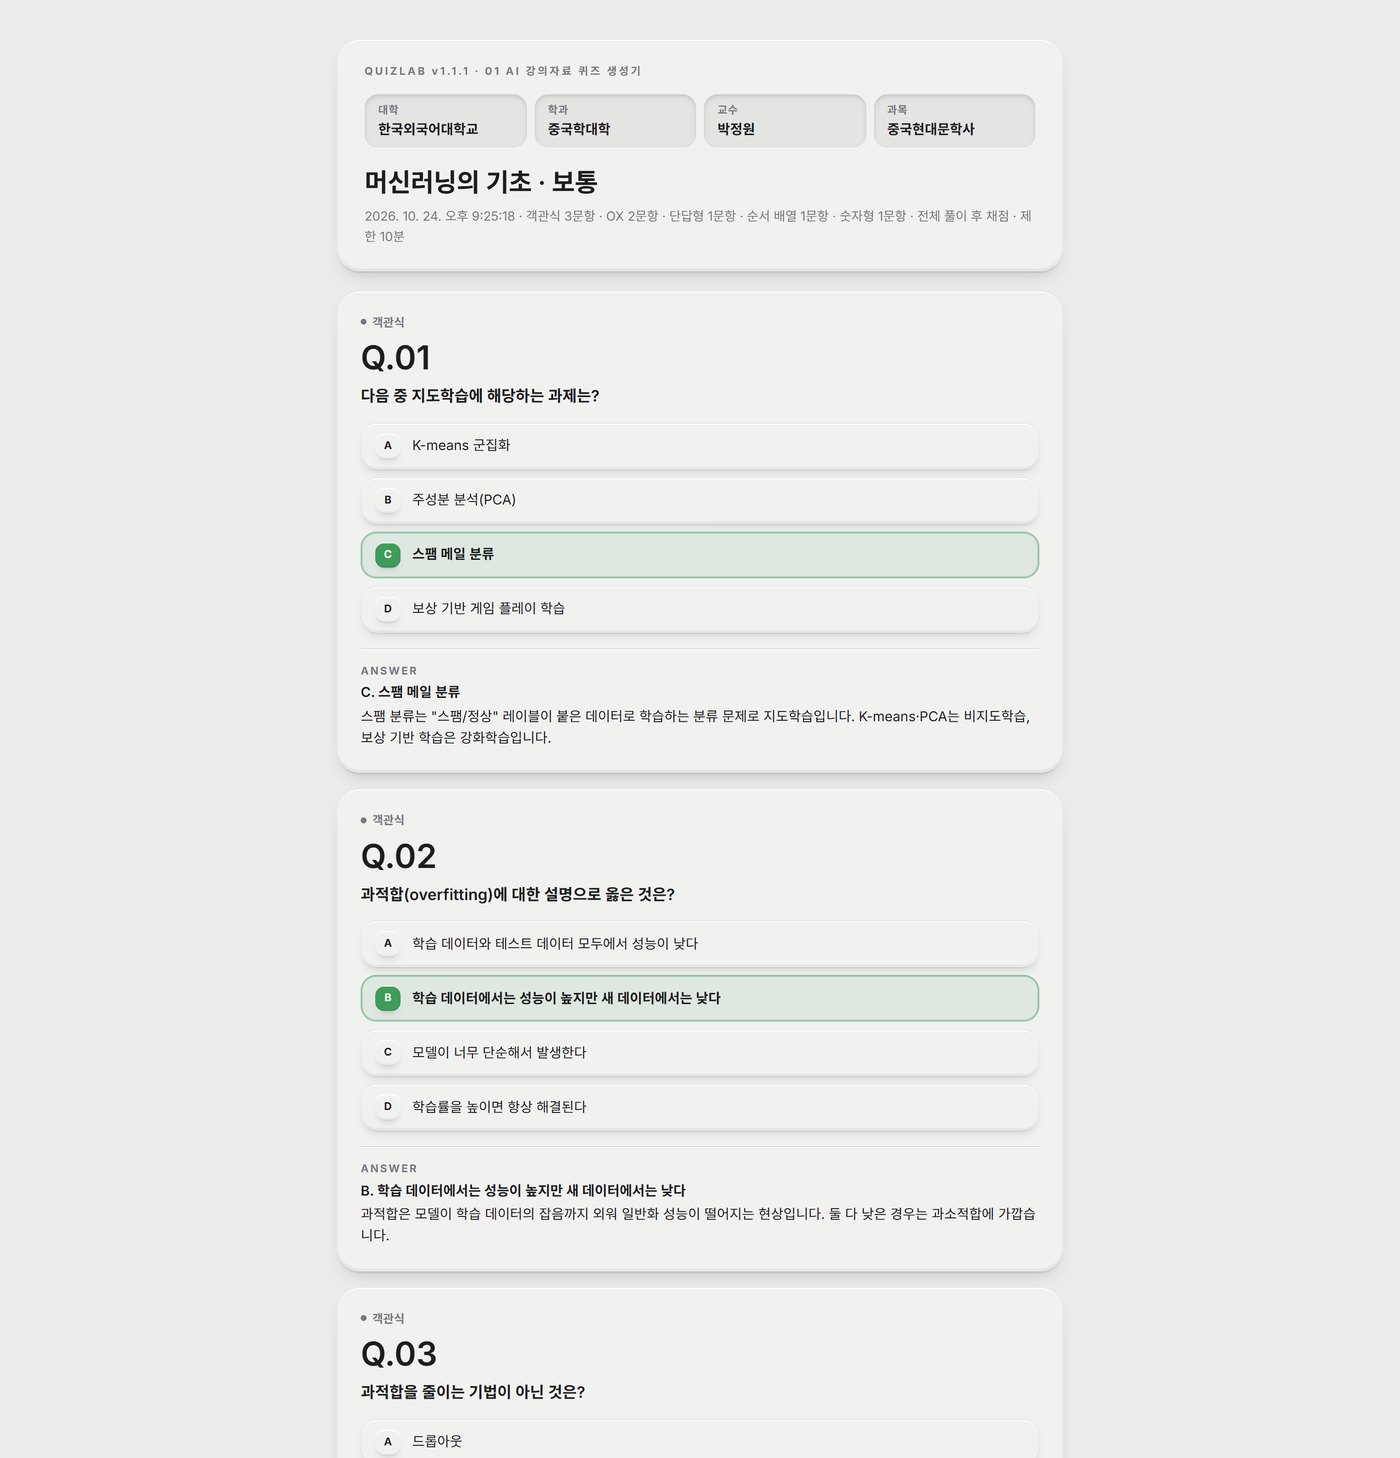 QUIZLAB v1.1.1 · 01 AI 강의자료 퀴즈 생성기
대학
한국외국어대학교
학과
중국학대학
교수
박정원
과목
중국현대문학사
머신러닝의 기초 · 보통
2026. 10. 24. 오후 9:25:18 · 객관식 3문항 · OX 2문항 · 단답형 1문항 · 순서 배열 1문항 · 숫자형 1문항 · 전체 풀이 후 채점 · 제
한 10분
객관식
Q.01
다음 중 지도학습에 해당하는 과제는?
A K-means 군집화
B 주성분 분석(PCA)
C 스팸 메일 분류
D 보상 기반 게임 플레이 학습
ANSWER
C. 스팸 메일 분류
스팸 분류는 "스팸/정상" 레이블이 붙은 데이터로 학습하는 분류 문제로 지도학습입니다. K-means·PCA는 비지도학습,
보상 기반 학습은 강화학습입니다.
객관식
Q.02
과적합(overfitting)에 대한 설명으로 옳은 것은?
A 학습 데이터와 테스트 데이터 모두에서 성능이 낮다
B 학습 데이터에서는 성능이 높지만 새 데이터에서는 낮다
C 모델이 너무 단순해서 발생한다
D 학습률을 높이면 항상 해결된다
ANSWER
B. 학습 데이터에서는 성능이 높지만 새 데이터에서는 낮다
과적합은 모델이 학습 데이터의 잡음까지 외워 일반화 성능이 떨어지는 현상입니다. 둘 다 낮은 경우는 과소적합에 가깝습
니다.
객관식
Q.03
과적합을 줄이는 기법이 아닌 것은?
A 드롭아웃